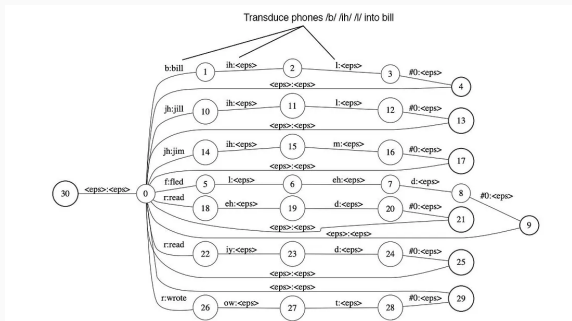 Transduce phones /b/ /ih/ /l/ into bill
b:bill 1 ih:<eps> 2 l:<eps> 3 #0:<eps> 4
<eps>:<eps>
jh:jill 10 ih:<eps> 11 l:<eps> 12 #0:<eps> 13
<eps>:<eps>
jh:jim 14 ih:<eps> 15 m:<eps> 16 #0:<eps> 17
<eps>:<eps>
30 <eps>:<eps> 0
f:fled 5 l:<eps> 6 eh:<eps> 7 d:<eps> 8 #0:<eps> 9
r:read 18 eh:<eps> 19 d:<eps> 20 #0:<eps> 21
<eps>:<eps>
<eps>:<eps>
r:read 22 iy:<eps> 23 d:<eps> 24 #0:<eps> 25
<eps>:<eps>
<eps>:<eps> 29
r:wrote 26 ow:<eps> 27 t:<eps> 28 #0:<eps>